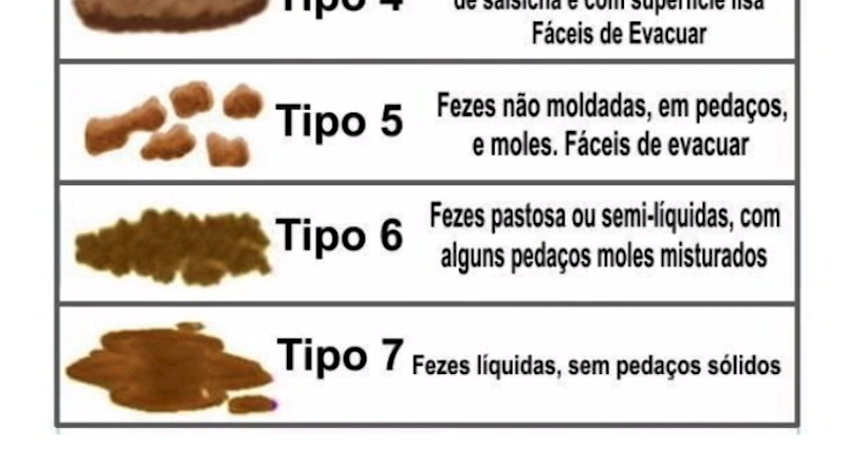 Tipo 4
de salsicha e com superfície lisa
Fáceis de Evacuar
Tipo 5
Fezes não moldadas, em pedaços,
e moles. Fáceis de evacuar
Tipo 6
Fezes pastosa ou semi-líquidas, com
alguns pedaços moles misturados
Tipo 7
Fezes líquidas, sem pedaços sólidos